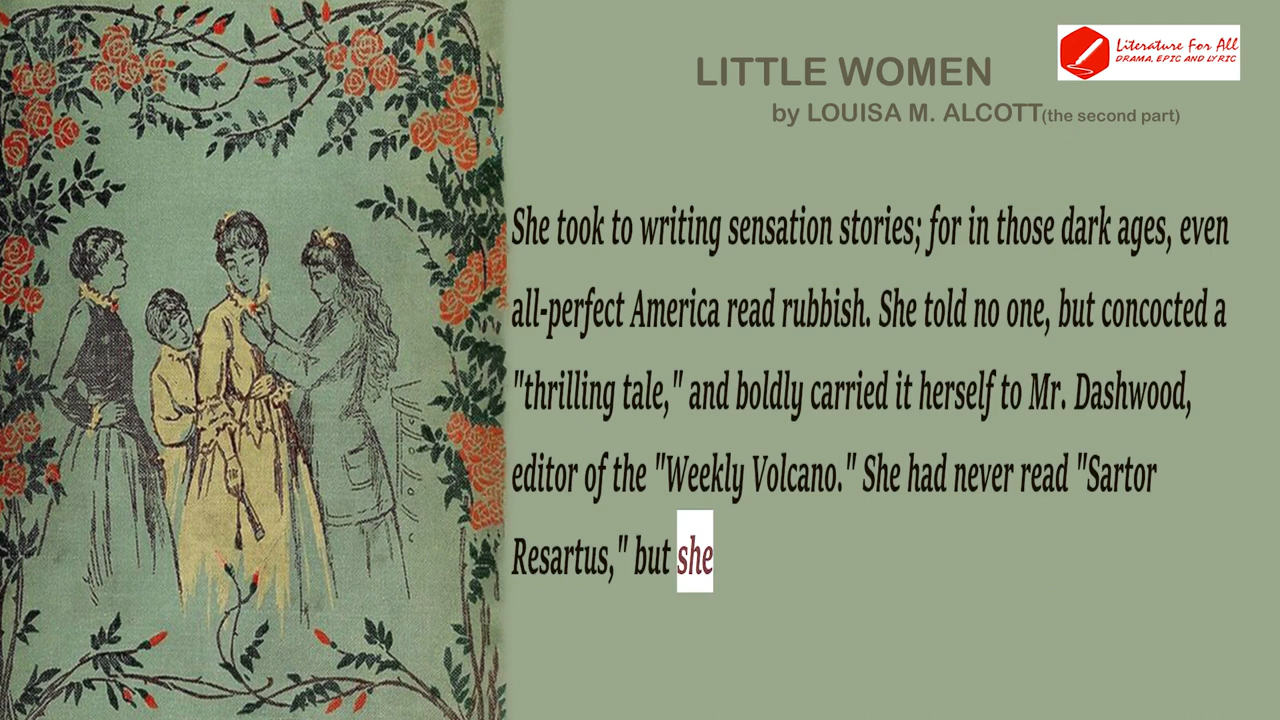 Literature For All
DRAMA, EPIC AND LYRIC
LITTLE WOMEN
by LOUISA M. ALCOTT(the second part)
She took to writing sensation stories; for in those dark ages, even
all-perfect America read rubbish. She told no one, but concocted a
"thrilling tale," and boldly carried it herself to Mr. Dashwood,
editor of the "Weekly Volcano." She had never read "Sartor
Resartus," but she